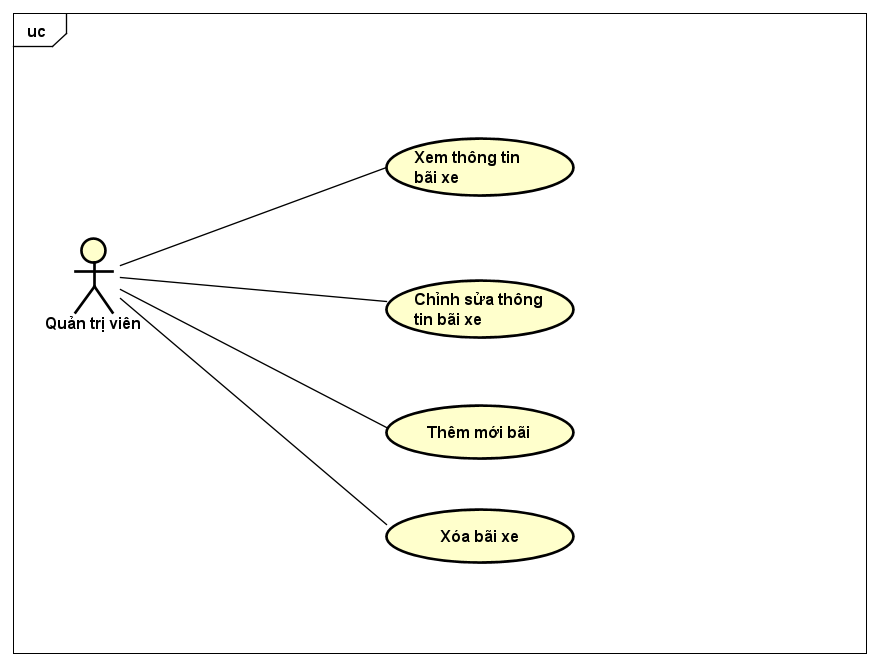 uc
Xem thông tin
bãi xe
Chỉnh sửa thông
tin bãi xe
Quản trị viên
Thêm mới bãi
Xóa bãi xe